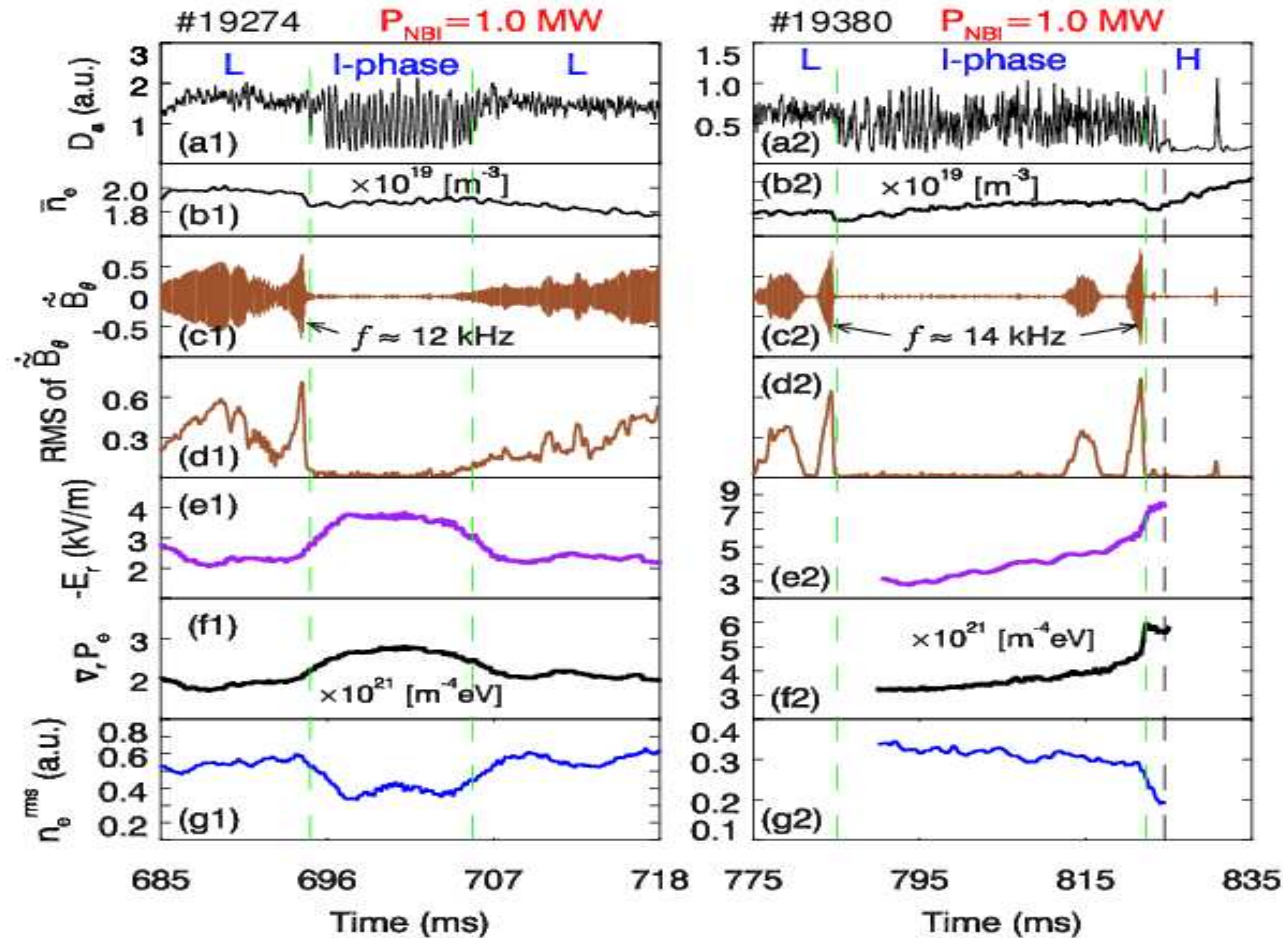 #19274 P_NBI=1.0 MW #19380 P_NBI=1.0 MW
L I-phase L
L I-phase H
D_a (a.u.)
3
2
1
(a1)
1.5
1.0
0.5
(a2)
n̅_e
2.0
1.8
×10^19 [m^-3]
(b1)
×10^19 [m^-3]
(b2)
Ḃ̃_θ
0.5
0
-0.5
(c1)
f ≈ 12 kHz
(c2)
f ≈ 14 kHz
RMS of Ḃ̃_θ
0.6
0.3
(d1)
(d2)
-E_r (kV/m)
4
3
2
(e1)
9
7
5
3
(e2)
∇_r P_e
3
2
(f1)
×10^21 [m^-4eV]
6
5
4
3
×10^21 [m^-4eV]
(f2)
n_e^rms (a.u.)
0.8
0.6
0.4
0.2
(g1)
0.4
0.3
0.2
0.1
(g2)
685 696 707 718
775 795 815 835
Time (ms)
Time (ms)